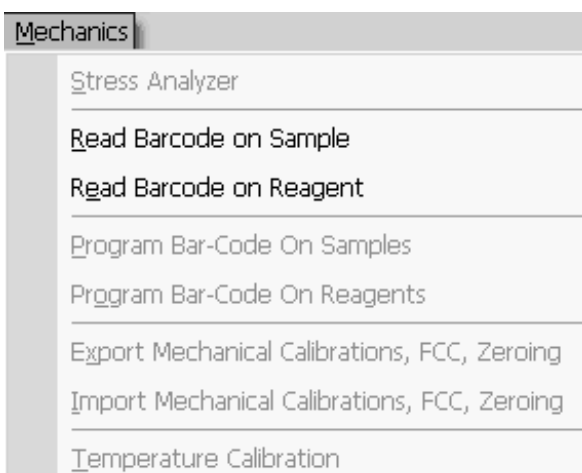 Mechanics
Stress Analyzer
Read Barcode on Sample
Read Barcode on Reagent
Program Bar-Code On Samples
Program Bar-Code On Reagents
Export Mechanical Calibrations, FCC, Zeroing
Import Mechanical Calibrations, FCC, Zeroing
Temperature Calibration